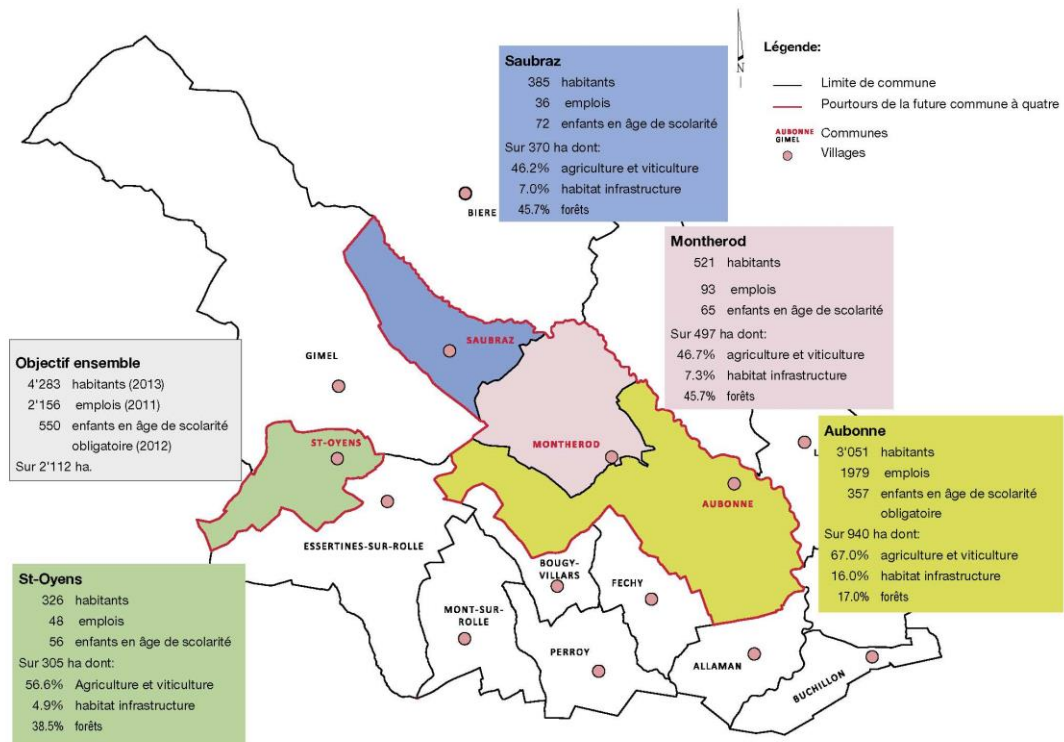 Légende:
N
Limite de commune
Pourtours de la future commune à quatre
AUBONNE
GIMEL
Communes
Villages
Saubraz
385 habitants
36 emplois
72 enfants en âge de scolarité
Sur 370 ha dont:
46.2% agriculture et viticulture
7.0% habitat infrastructure
45.7% forêts
BIERE
Montherod
521 habitants
93 emplois
65 enfants en âge de scolarité
Sur 497 ha dont:
46.7% agriculture et viticulture
7.3% habitat infrastructure
45.7% forêts
SAUBRAZ
Objectif ensemble
4'283 habitants (2013)
2'156 emplois (2011)
550 enfants en âge de scolarité
obligatoire (2012)
Sur 2'112 ha.
GIMEL
ST-OYENS
MONTHEROD
AUBONNE
L
Aubonne
3'051 habitants
1979 emplois
357 enfants en âge de scolarité
obligatoire
Sur 940 ha dont:
67.0% agriculture et viticulture
16.0% habitat infrastructure
17.0% forêts
ESSERTINES-SUR-ROLLE
BOUGY-
VILLARS
FECHY
MONT-SUR-
ROLLE
PERROY
ALLAMAN
BUCHILLON
St-Oyens
326 habitants
48 emplois
56 enfants en âge de scolarité
Sur 305 ha dont:
56.6% Agriculture et viticulture
4.9% habitat infrastructure
38.5% forêts